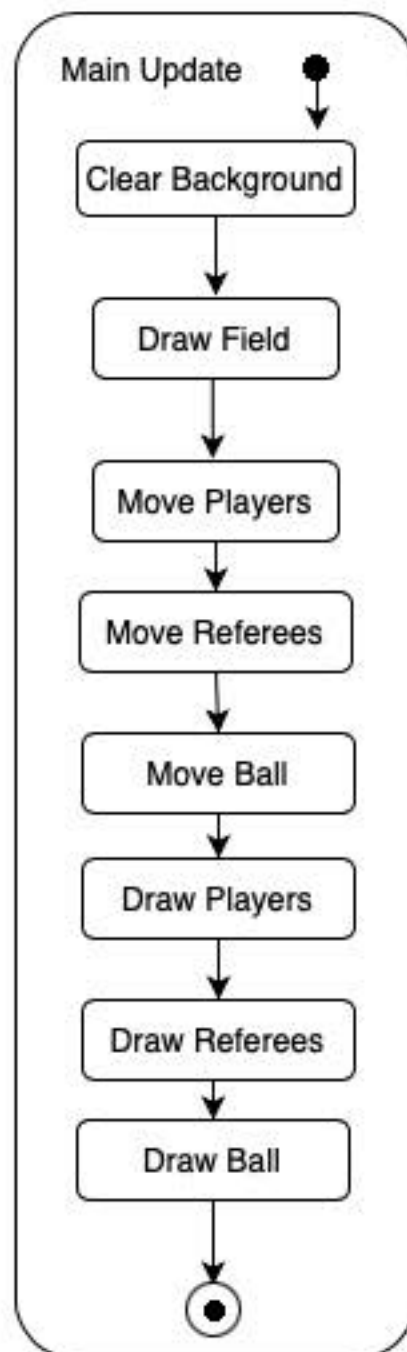 Main Update
Clear Background
Draw Field
Move Players
Move Referees
Move Ball
Draw Players
Draw Referees
Draw Ball